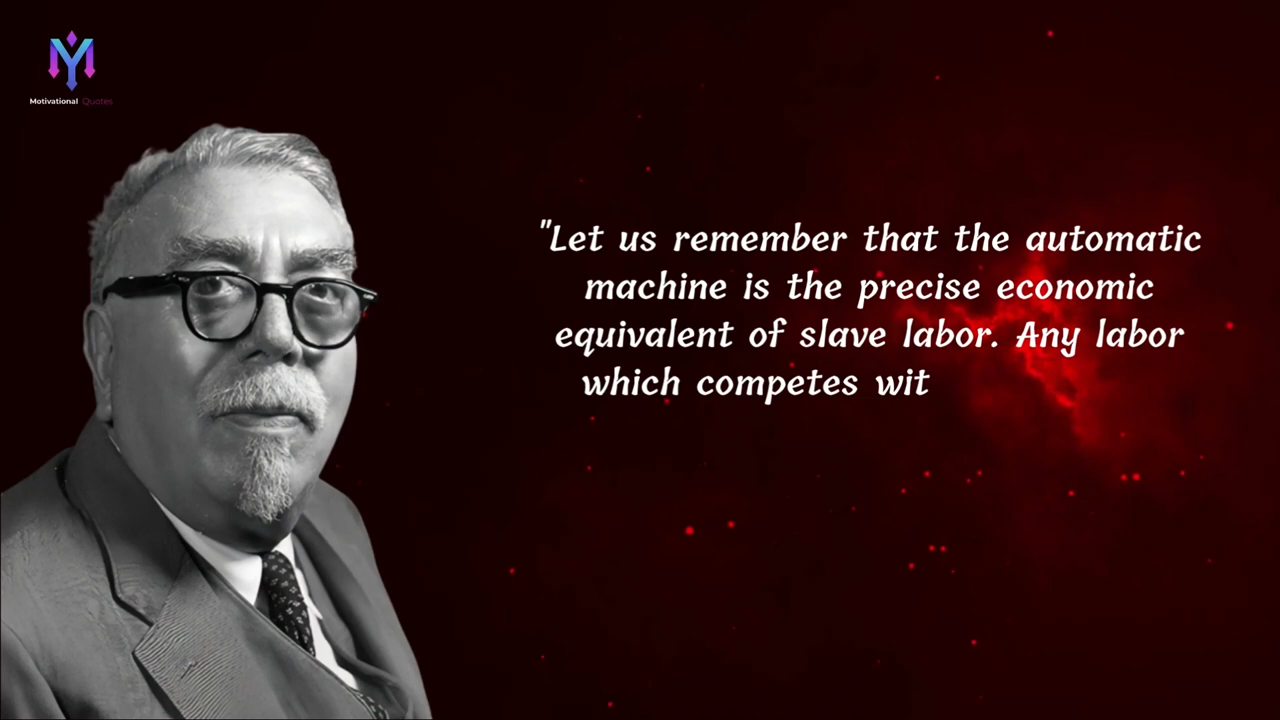 Motivational Quotes
"Let us remember that the automatic
machine is the precise economic
equivalent of slave labor. Any labor
which competes wit